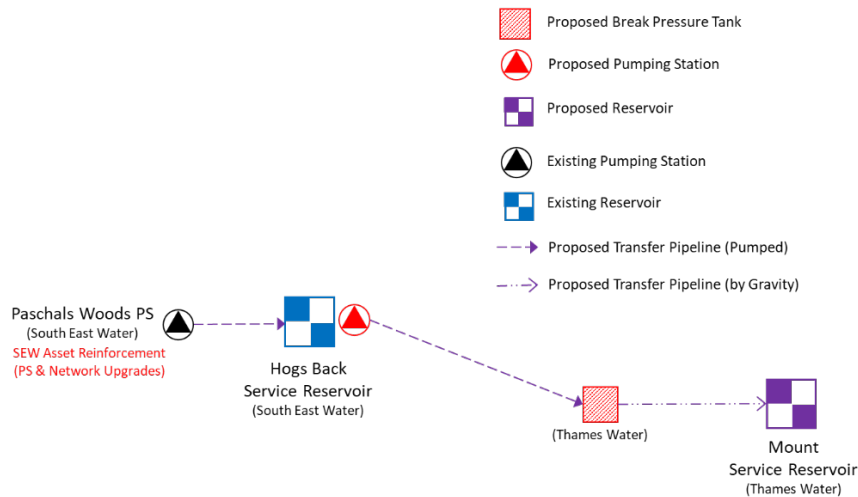 Proposed Break Pressure Tank
Proposed Pumping Station
Proposed Reservoir
Existing Pumping Station
Existing Reservoir
Proposed Transfer Pipeline (Pumped)
Proposed Transfer Pipeline (by Gravity)
Paschals Woods PS
(South East Water)
SEW Asset Reinforcement
(PS & Network Upgrades)
Hogs Back
Service Reservoir
(South East Water)
(Thames Water)
Mount
Service Reservoir
(Thames Water)